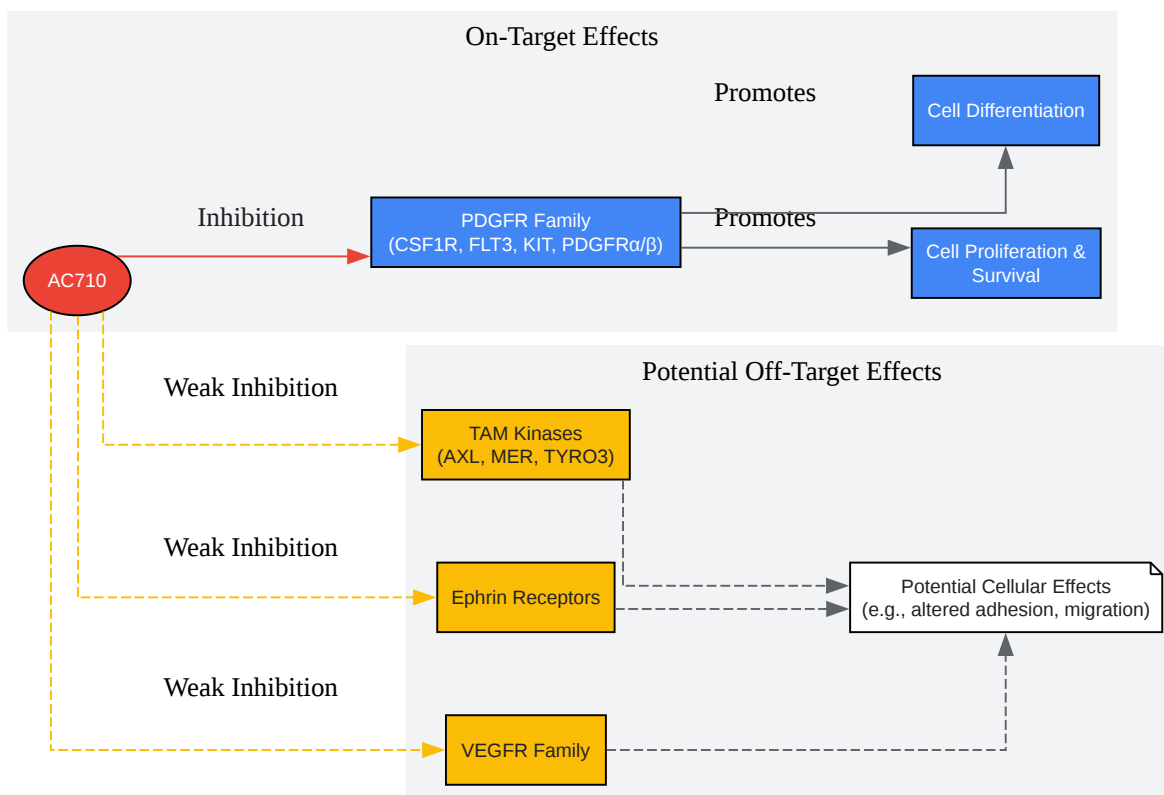 On-Target Effects
Promotes
Cell Differentiation
Inhibition
PDGFR Family
(CSF1R, FLT3, KIT, PDGFRα/β)
Promotes
Cell Proliferation &
Survival
AC710
Potential Off-Target Effects
Weak Inhibition
TAM Kinases
(AXL, MER, TYRO3)
Weak Inhibition
Ephrin Receptors
Potential Cellular Effects
(e.g., altered adhesion, migration)
Weak Inhibition
VEGFR Family